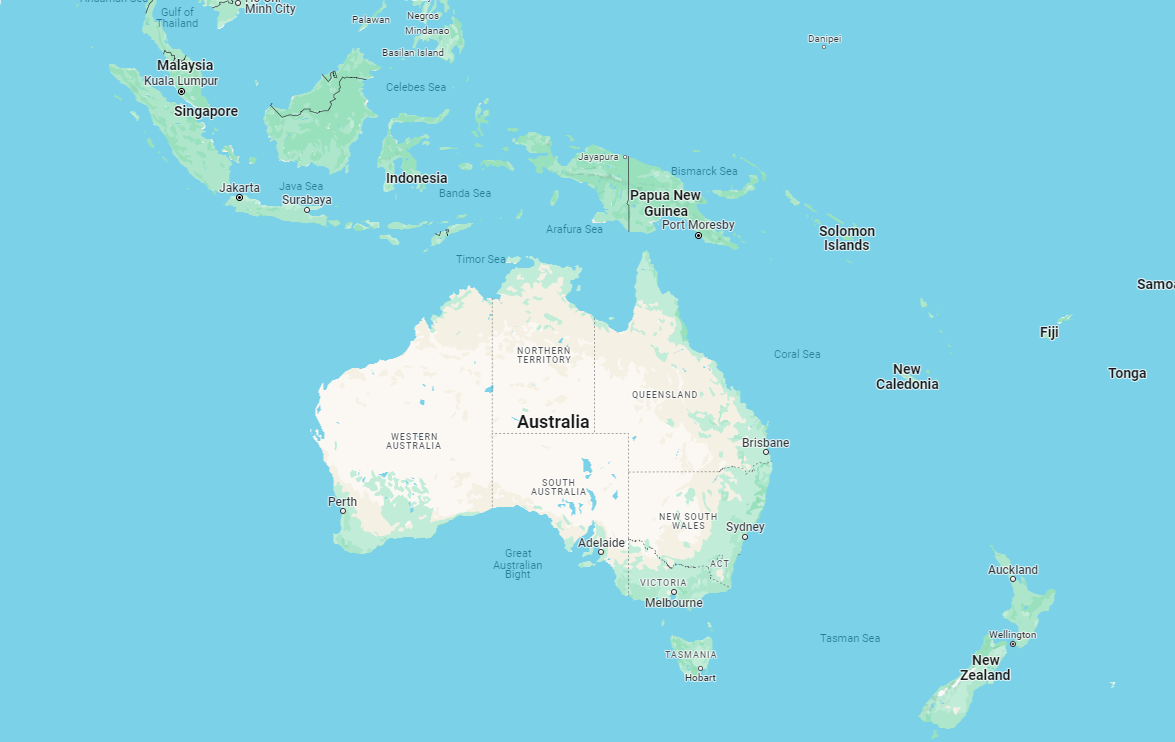 Gulf of
Thailand
Minh City
Palawan
Negros
Mindanao
Basilan Island
Danipei
Malaysia
Kuala Lumpur
Celebes Sea
Singapore
Jayapura
Bismarck Sea
Indonesia
Jakarta
Java Sea
Surabaya
Banda Sea
Papua New
Guinea
Port Moresby
Arafura Sea
Solomon
Islands
Timor Sea
Samoa
Fiji
NORTHERN
TERRITORY
Coral Sea
New
Caledonia
Tonga
QUEENSLAND
Australia
WESTERN
AUSTRALIA
Brisbane
SOUTH
AUSTRALIA
Perth
NEW SOUTH
WALES
Sydney
Adelaide
Great
Australian
Bight
ACT
Auckland
VICTORIA
Melbourne
Tasman Sea
Wellington
TASMANIA
New
Zealand
Hobart